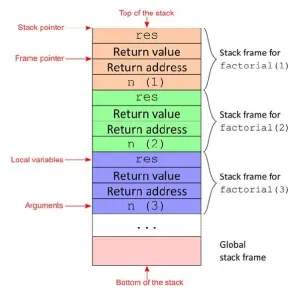 Top of the stack
Stack pointer
res
Return value
Frame pointer
Return address
n (1)
Stack frame for
factorial(1)
res
Return value
Return address
n (2)
Stack frame for
factorial(2)
Local variables
res
Return value
Return address
Arguments
n (3)
Stack frame for
factorial(3)
...
Global
stack frame
Bottom of the stack